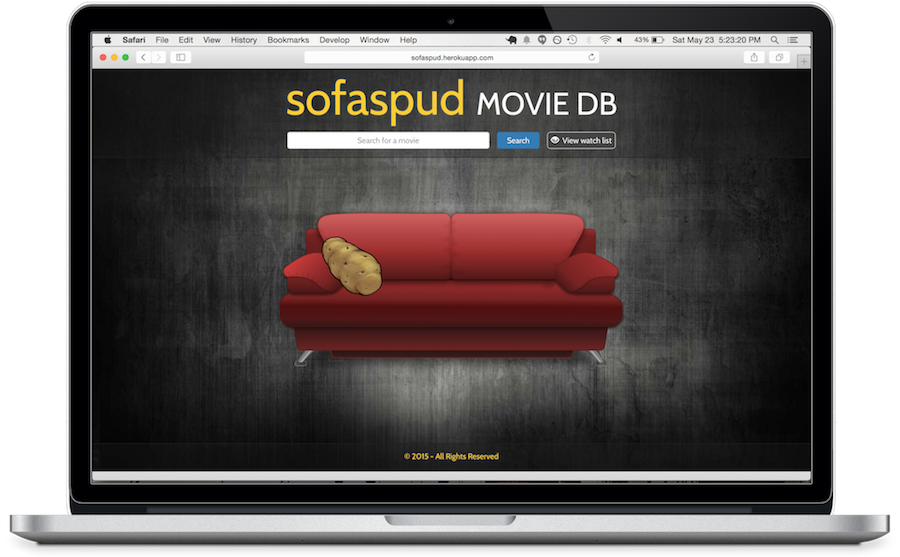 Safari File Edit View History Bookmarks Develop Window Help 43% Sat May 23 5:23:20 PM
sofaspud.herokuapp.com
sofaspud MOVIE DB
Search for a movie Search View watch list
© 2015 - All Rights Reserved